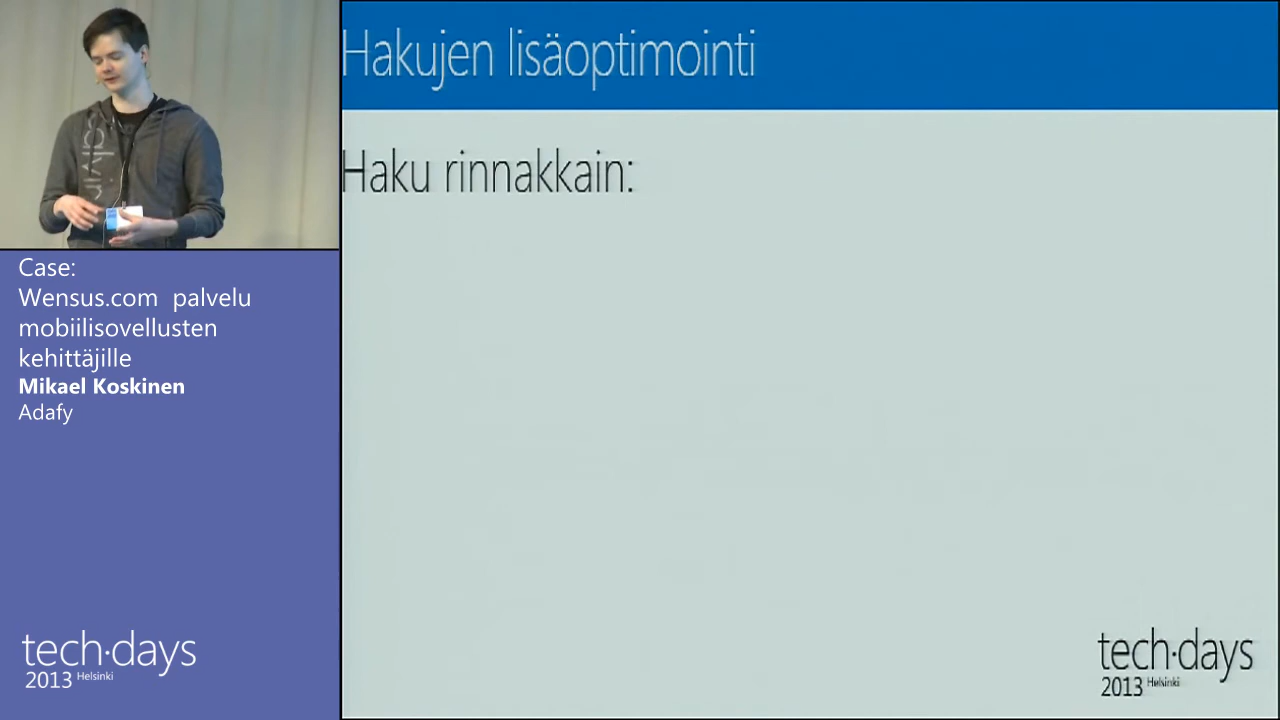 Hakujen lisäoptimointi
Haku rinnakkain:
Case:
Wensus.com palvelu
mobiilisovellusten
kehittäjille
Mikael Koskinen
Adafy
tech·days
2013 Helsinki
tech·days
2013 Helsinki